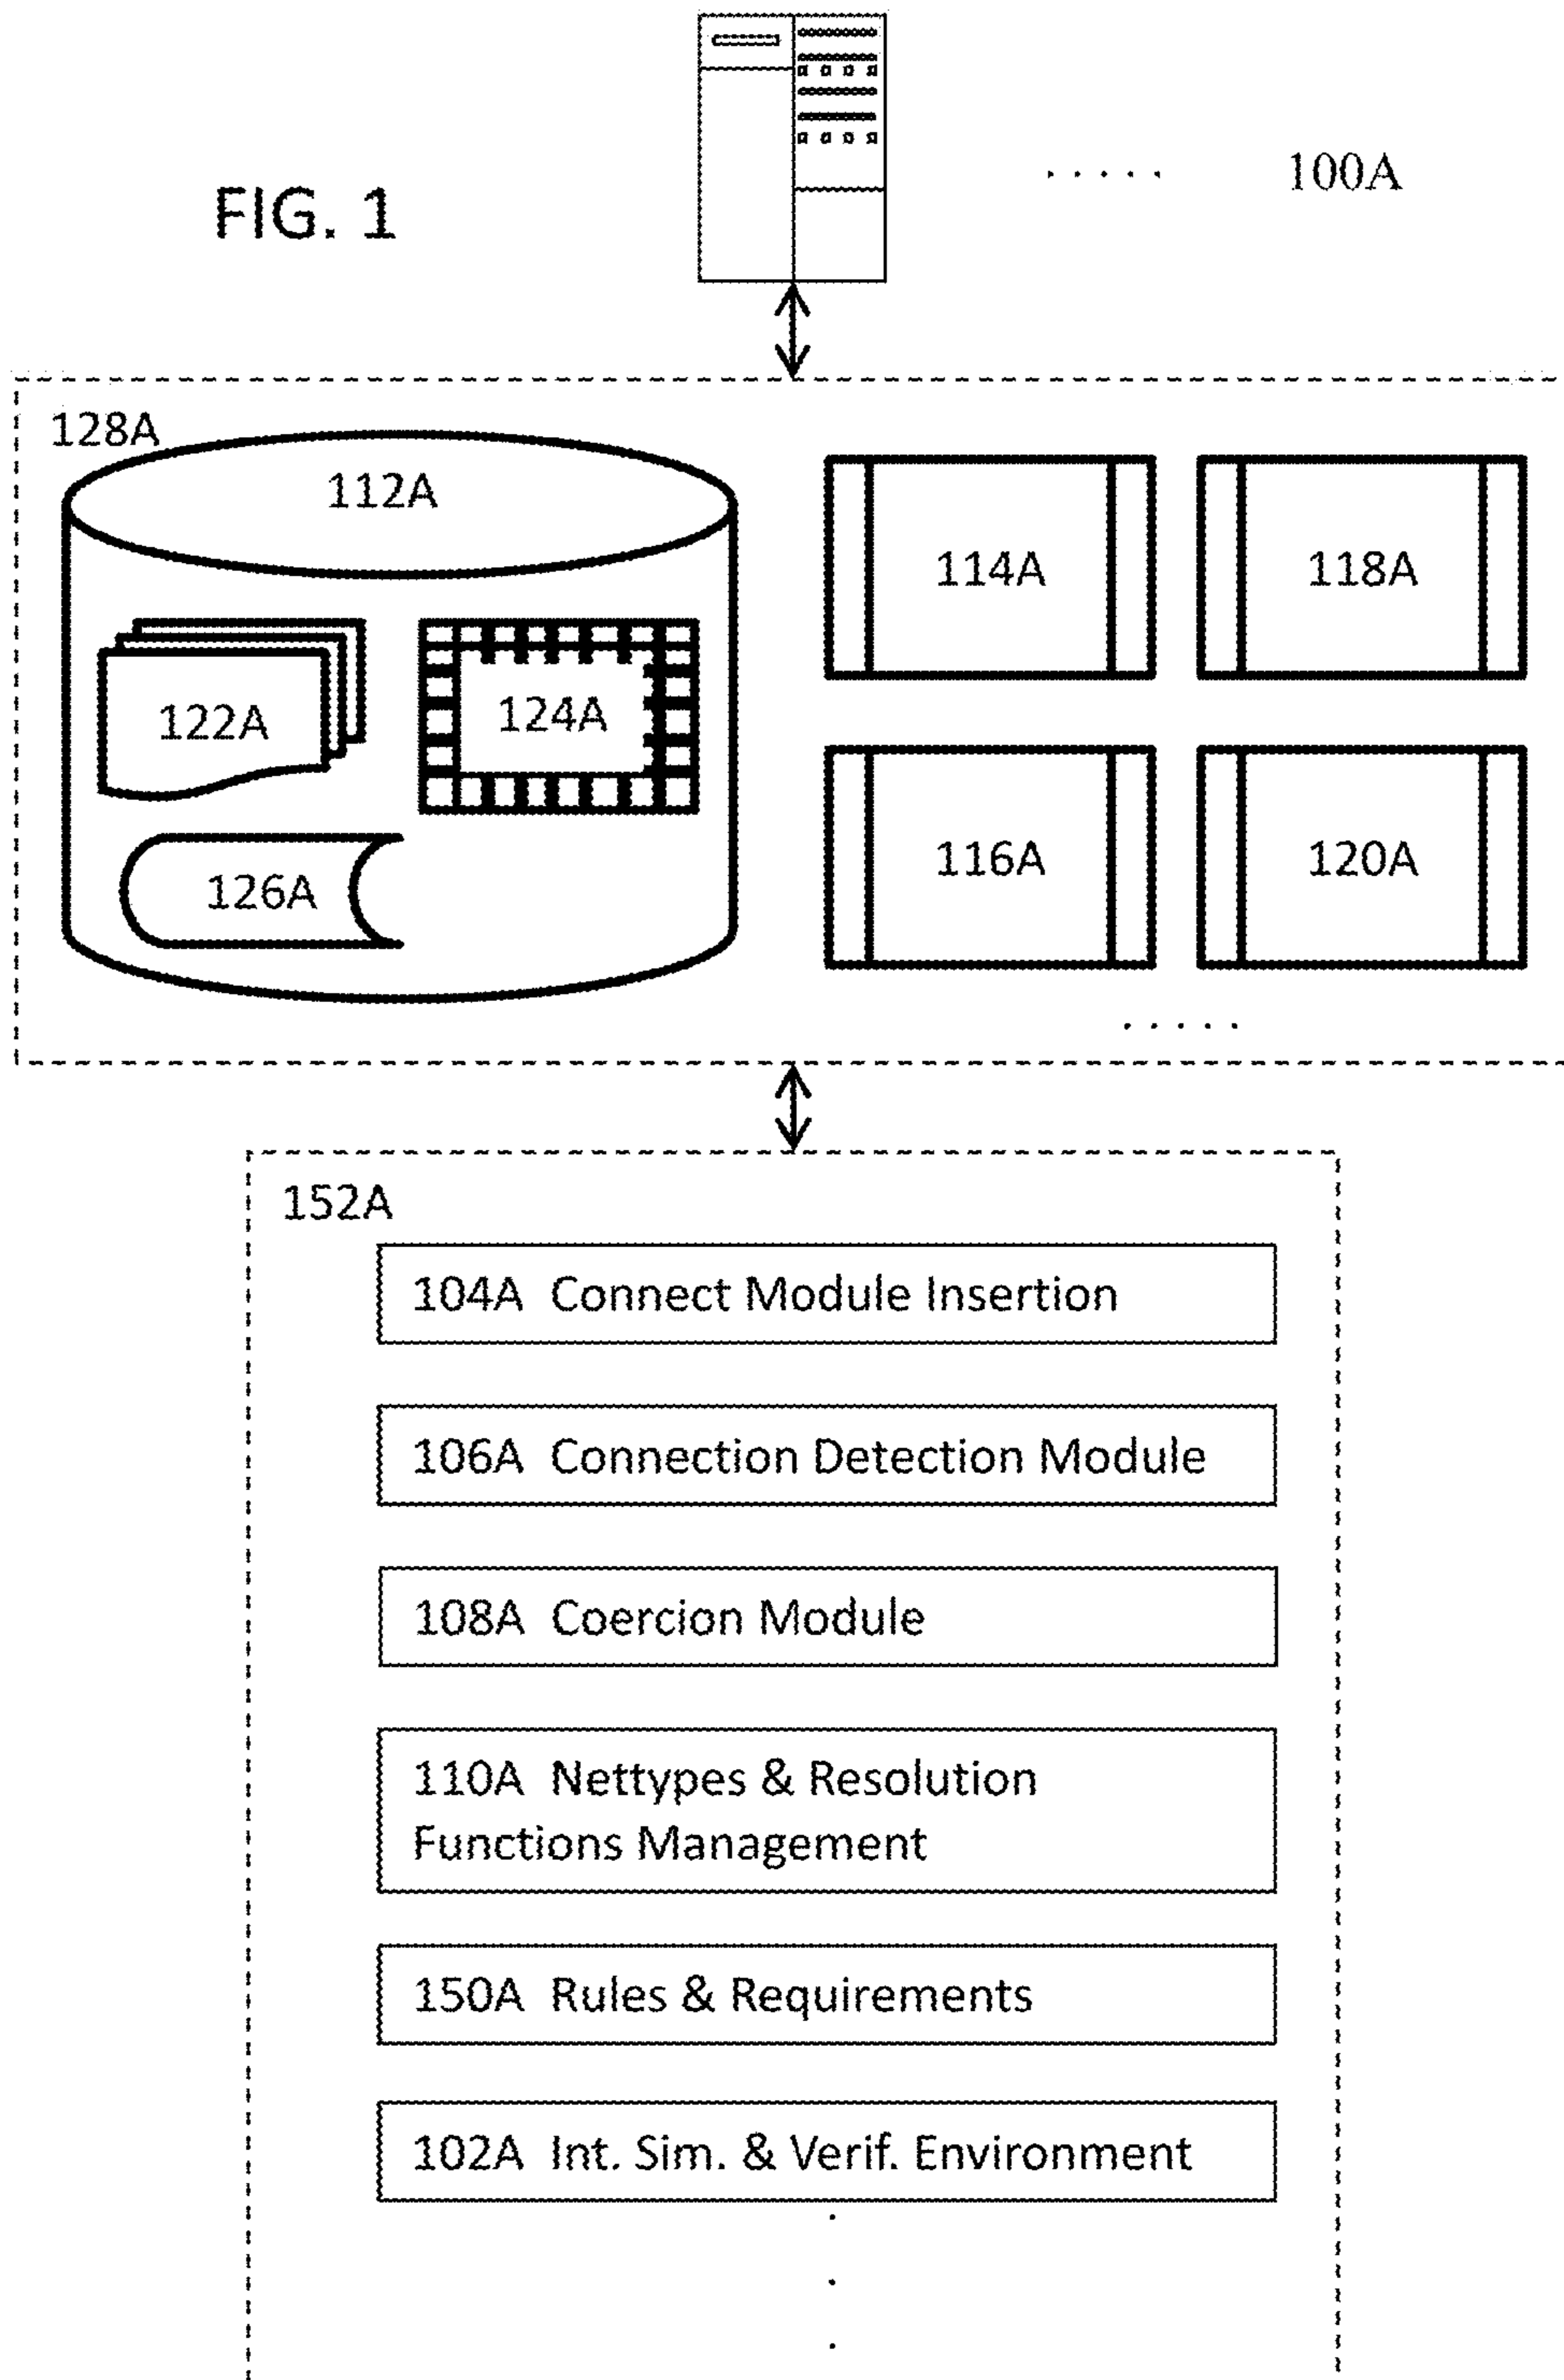 100A
FIG. 1
128A
112A
114A
118A
122A
124A
116A
120A
126A
152A
104A Connect Module Insertion
106A Connection Detection Module
108A Coercion Module
110A Nettypes & Resolution
Functions Management
150A Rules & Requirements
102A Int. Sim. & Verif. Environment